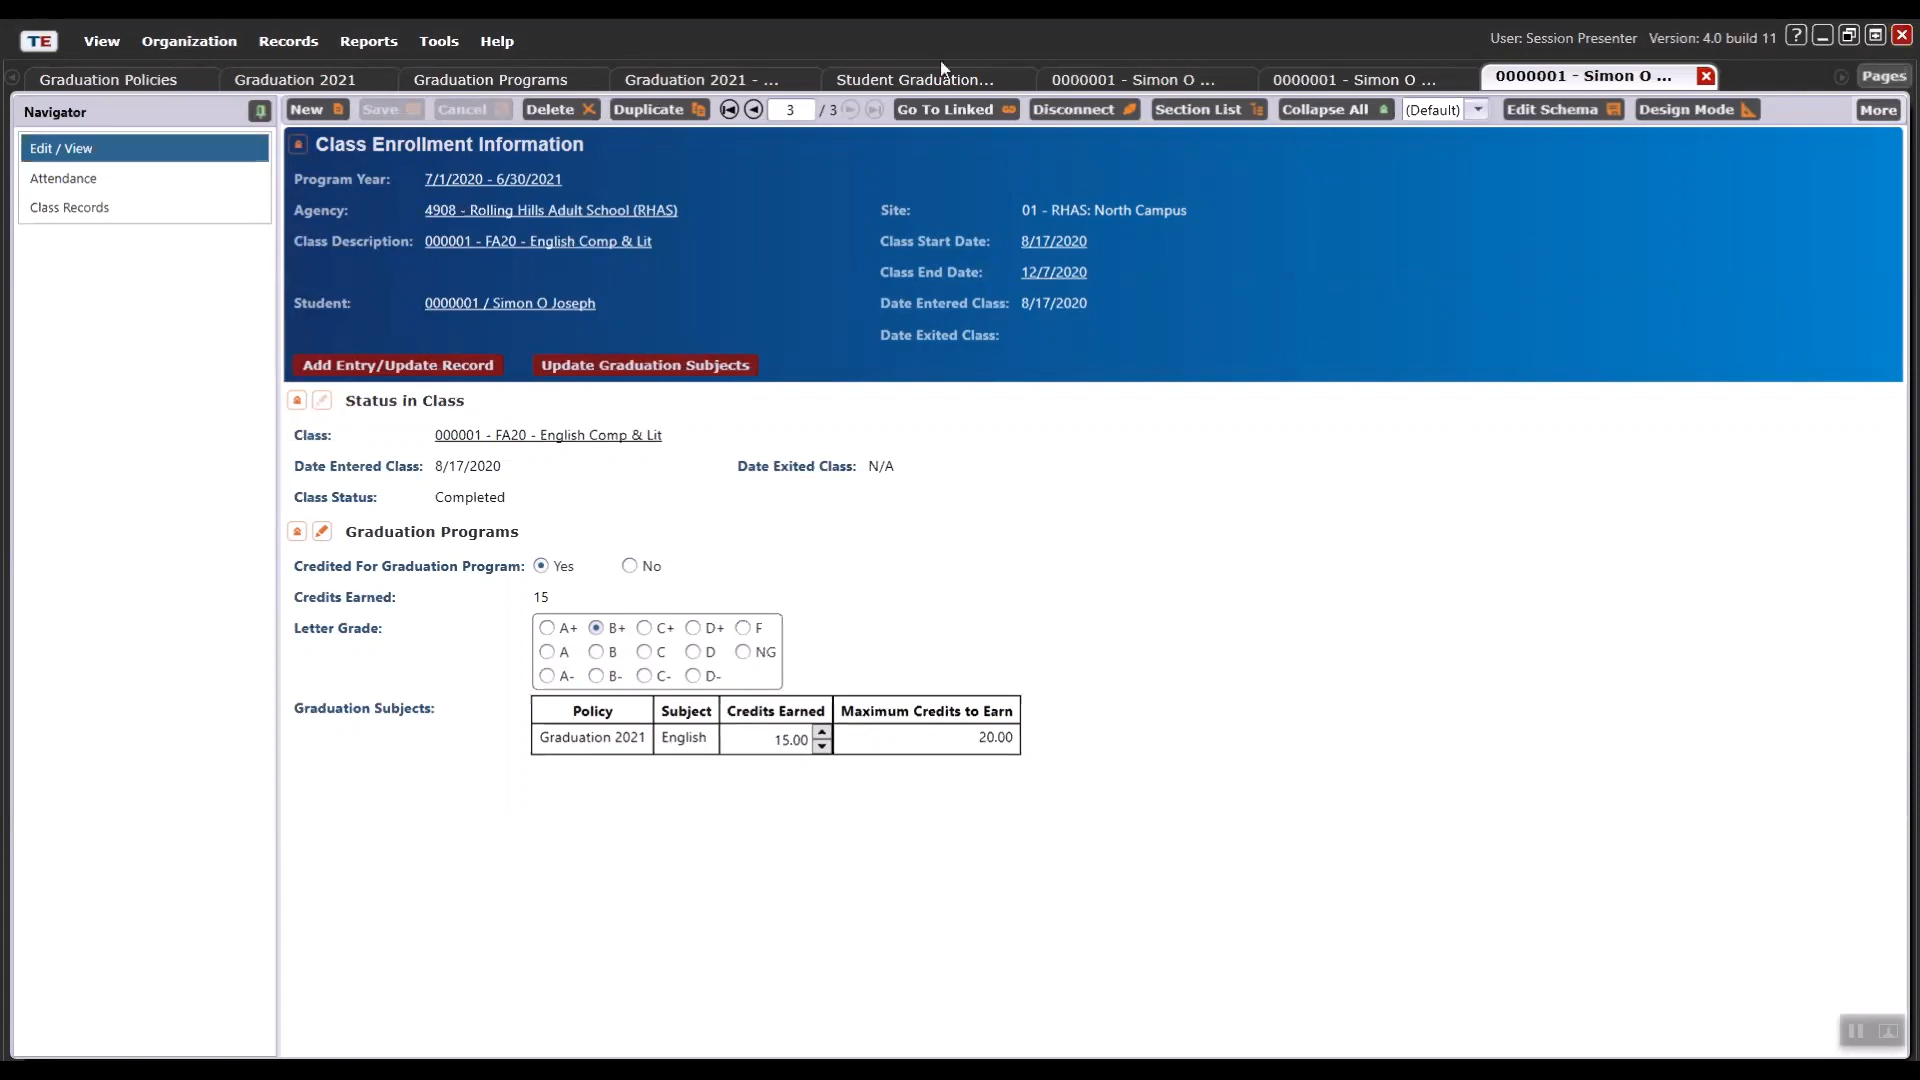 TE View Organization Records Reports Tools Help User: Session Presenter Version: 4.0 build 11 ?
Graduation Policies Graduation 2021 Graduation Programs Graduation 2021 - ... Student Graduation... 0000001 - Simon O ... 0000001 - Simon O ... 0000001 - Simon O ... Pages
Navigator New Save Cancel Delete Duplicate 3 / 3 Go To Linked Disconnect Section List Collapse All (Default) Edit Schema Design Mode More
Edit / View
Attendance
Class Records
Class Enrollment Information
Program Year: 7/1/2020 - 6/30/2021
Agency: 4908 - Rolling Hills Adult School (RHAS) Site: 01 - RHAS: North Campus
Class Description: 000001 - FA20 - English Comp & Lit Class Start Date: 8/17/2020
Class End Date: 12/7/2020
Student: 0000001 / Simon O Joseph Date Entered Class: 8/17/2020
Date Exited Class:
Add Entry/Update Record Update Graduation Subjects
Status in Class
Class: 000001 - FA20 - English Comp & Lit
Date Entered Class: 8/17/2020 Date Exited Class: N/A
Class Status: Completed
Graduation Programs
Credited For Graduation Program: Yes No
Credits Earned: 15
Letter Grade: A+ B+ C+ D+ F
A B C D NG
A- B- C- D-
Graduation Subjects: Policy Subject Credits Earned Maximum Credits to Earn
Graduation 2021 English 15.00 20.00